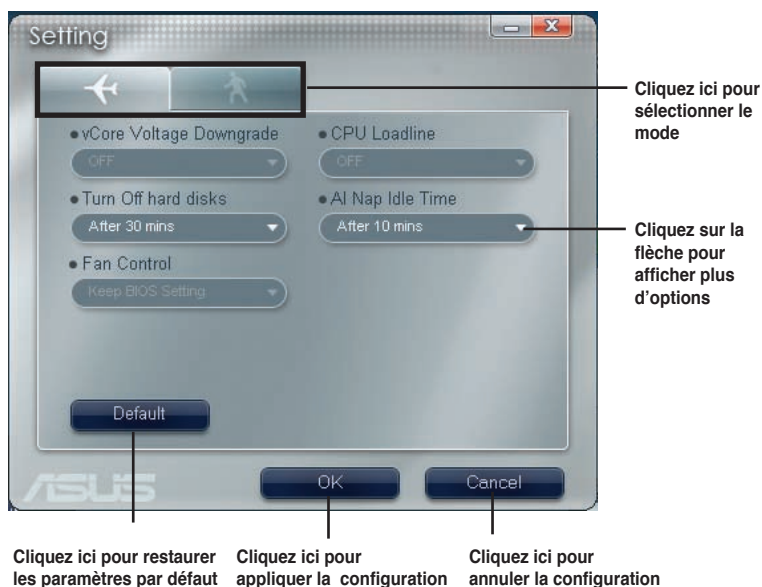 Setting
Cliquez ici pour
sélectionner le
mode
vCore Voltage Downgrade
CPU Loadline
OFF
OFF
Turn Off hard disks
AI Nap Idle Time
After 30 mins
After 10 mins
Cliquez sur la
flèche pour
afficher plus
d'options
Fan Control
Keep BIOS Setting
Default
ASUS
OK
Cancel
Cliquez ici pour restaurer
les paramètres par défaut
Cliquez ici pour
appliquer la configuration
Cliquez ici pour
annuler la configuration